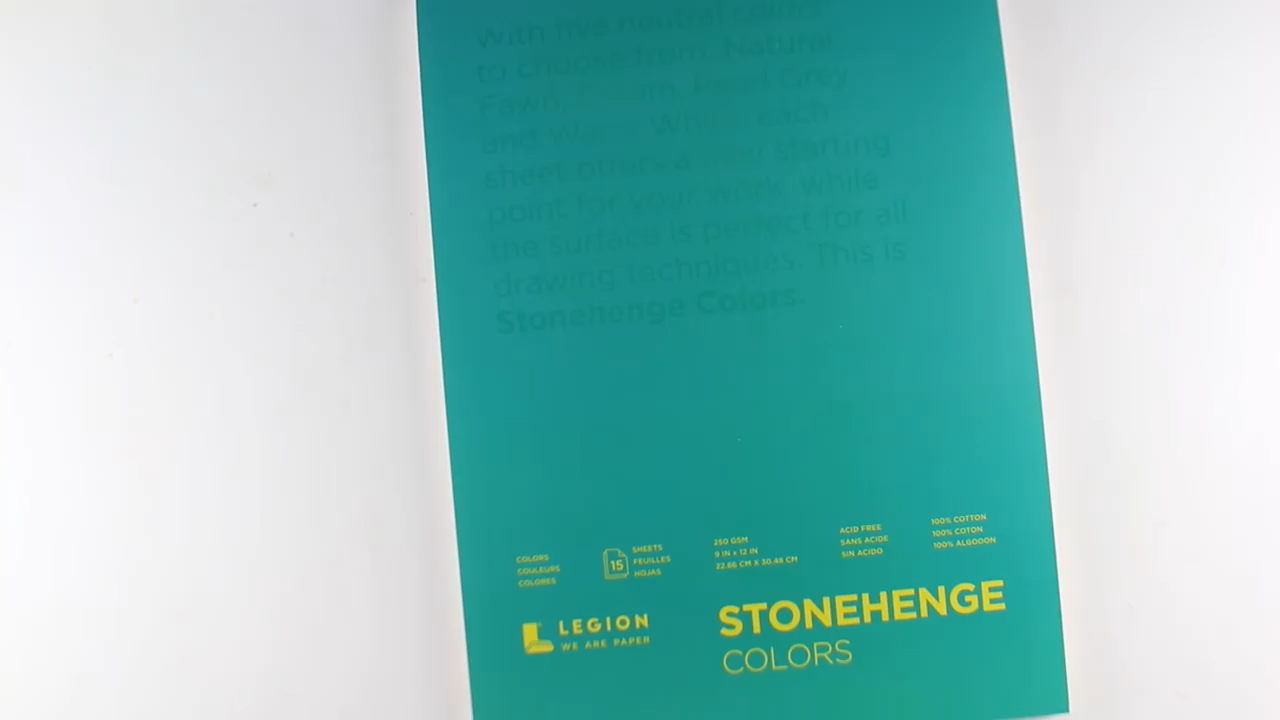 With five neutral colors
to choose from, Natural
Fawn, Cream, Pearl Grey
and Warm White each
sheet offers a new starting
point for your work, while
the surface is perfect for all
drawing techniques. This is
Stonehenge Colors.
COLORS
COULEURS
COLORES
15
SHEETS
FEUILLES
HOJAS
250 GSM
9 IN x 12 IN
22.86 CM X 30.48 CM
ACID FREE
SANS ACIDE
SIN ACIDO
100% COTTON
100% COTON
100% ALGODON
LEGION
WE ARE PAPER
STONEHENGE
COLORS